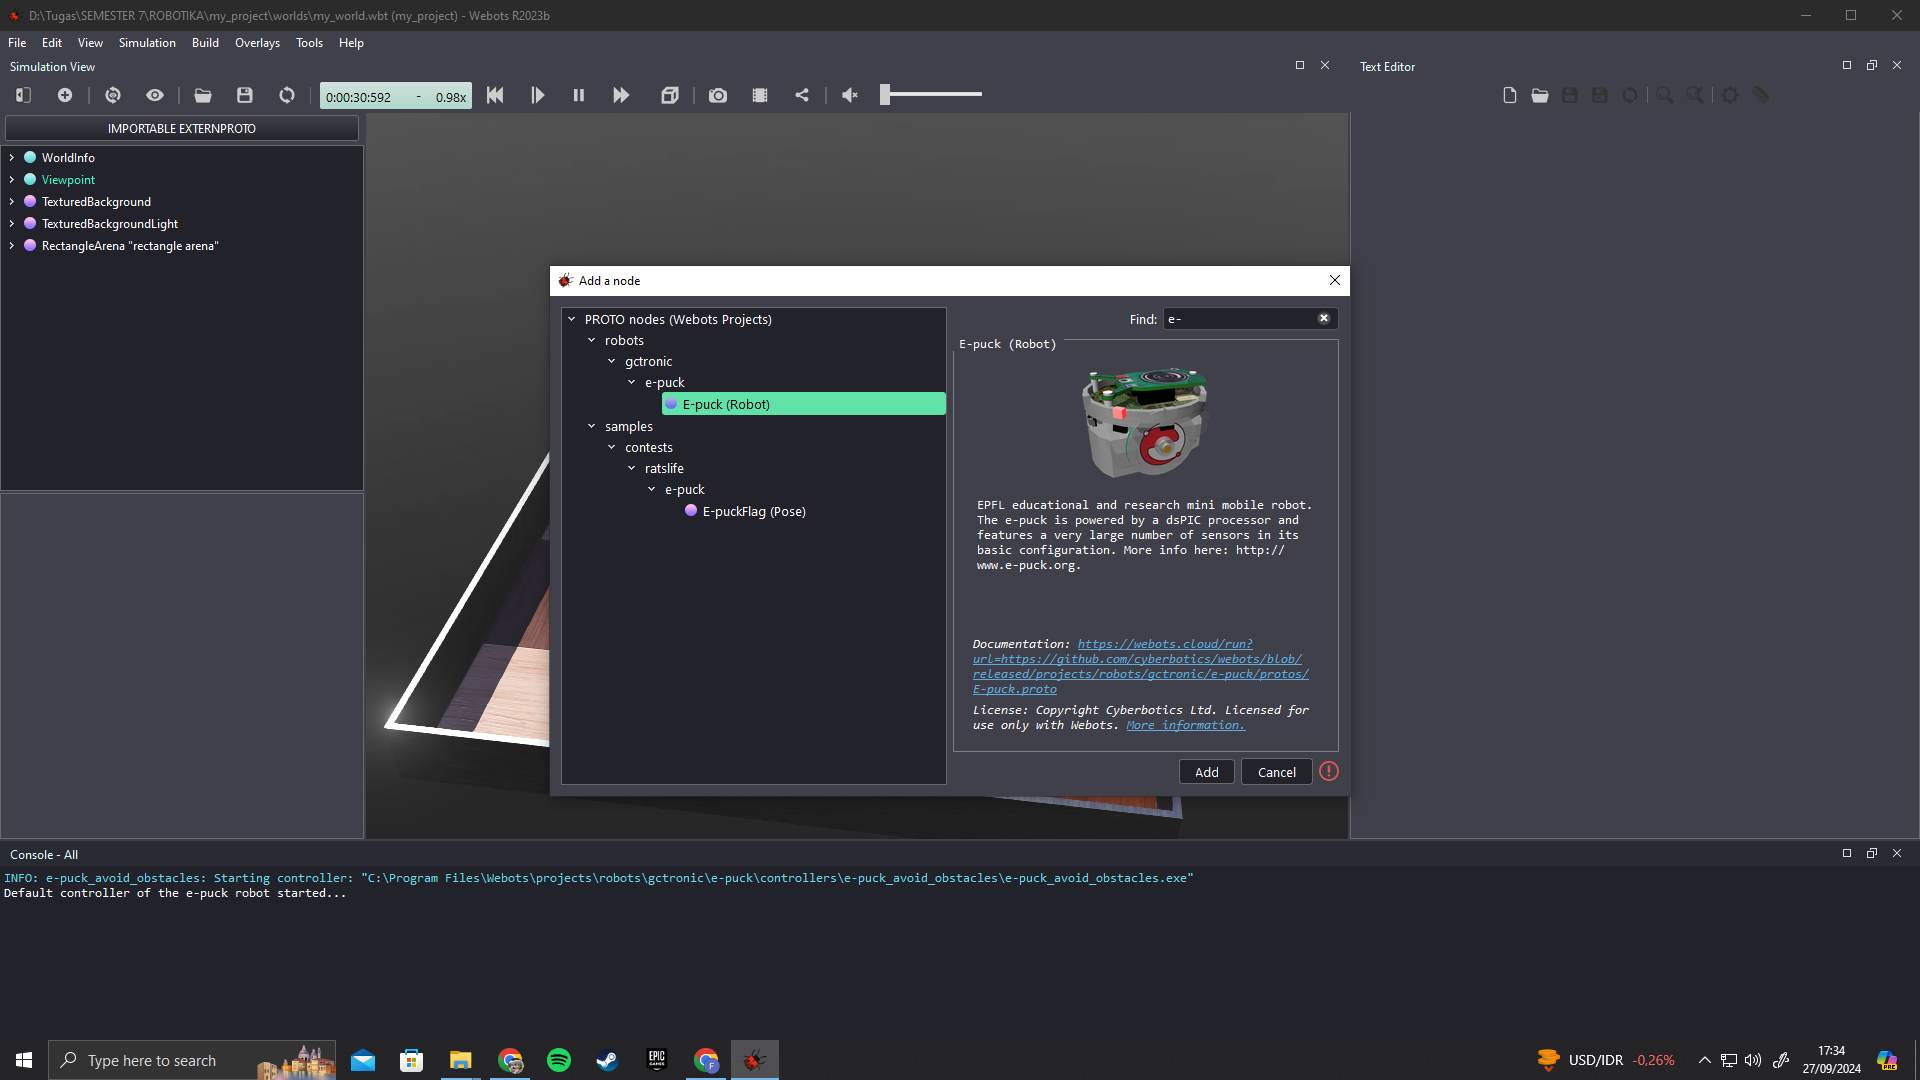 D:\Tugas\SEMESTER 7\ROBOTIKA\my_project\worlds\my_world.wbt (my_project) - Webots R2023b
File Edit View Simulation Build Overlays Tools Help
Simulation View
Text Editor
0:00:30:592 - 0.98x
IMPORTABLE EXTERNPROTO
WorldInfo
Viewpoint
TexturedBackground
TexturedBackgroundLight
RectangleArena "rectangle arena"
Add a node
PROTO nodes (Webots Projects)
robots
gctronic
e-puck
E-puck (Robot)
samples
contests
ratslife
e-puck
E-puckFlag (Pose)
Find: e-
E-puck (Robot)
EPFL educational and research mini mobile robot.
The e-puck is powered by a dsPIC processor and
features a very large number of sensors in its
basic configuration. More info here: http://
www.e-puck.org.
Documentation: https://webots.cloud/run?
url=https://github.com/cyberbotics/webots/blob/
released/projects/robots/gctronic/e-puck/protos/
E-puck.proto
License: Copyright Cyberbotics Ltd. Licensed for
use only with Webots. More information.
Add Cancel
Console - All
INFO: e-puck_avoid_obstacles: Starting controller: "C:\Program Files\Webots\projects\robots\gctronic\e-puck\controllers\e-puck_avoid_obstacles\e-puck_avoid_obstacles.exe"
Default controller of the e-puck robot started...
Type here to search
EPIC
GAMES
F
USD/IDR -0,26%
17:34
27/09/2024
PRE